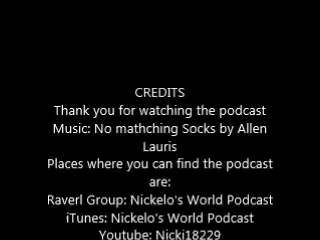 CREDITS
Thank you for watching the podcast
Music: No mathching Socks by Allen
Lauris
Places where you can find the podcast
are:
Raverl Group: Nickelo's World Podcast
iTunes: Nickelo's World Podcast
Youtube: Nicki18229